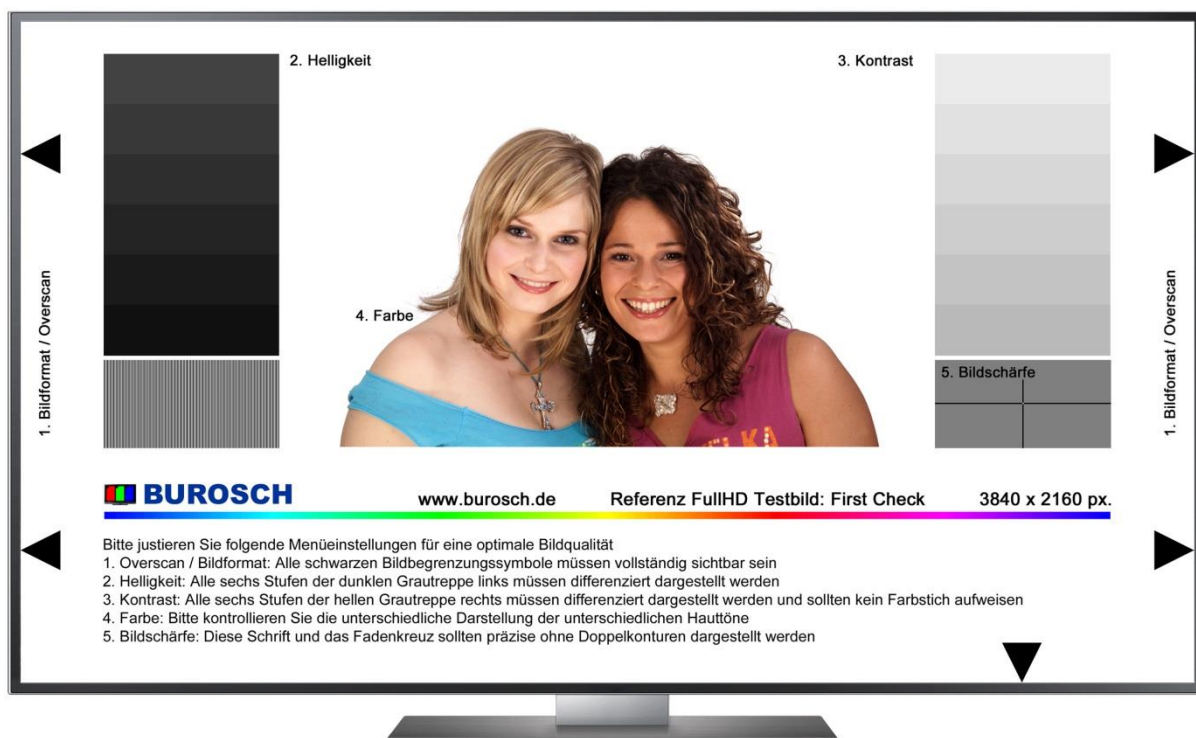 2. Helligkeit
3. Kontrast
1. Bildformat / Overscan
4. Farbe
1. Bildformat / Overscan
5. Bildschärfe
BUROSCH www.burosch.de Referenz FullHD Testbild: First Check 3840 x 2160 px.
Bitte justieren Sie folgende Menüeinstellungen für eine optimale Bildqualität
1. Overscan / Bildformat: Alle schwarzen Bildbegrenzungssymbole müssen vollständig sichtbar sein
2. Helligkeit: Alle sechs Stufen der dunklen Grautreppe links müssen differenziert dargestellt werden
3. Kontrast: Alle sechs Stufen der hellen Grautreppe rechts müssen differenziert dargestellt werden und sollten kein Farbstich aufweisen
4. Farbe: Bitte kontrollieren Sie die unterschiedliche Darstellung der unterschiedlichen Hauttöne
5. Bildschärfe: Diese Schrift und das Fadenkreuz sollten präzise ohne Doppelkonturen dargestellt werden